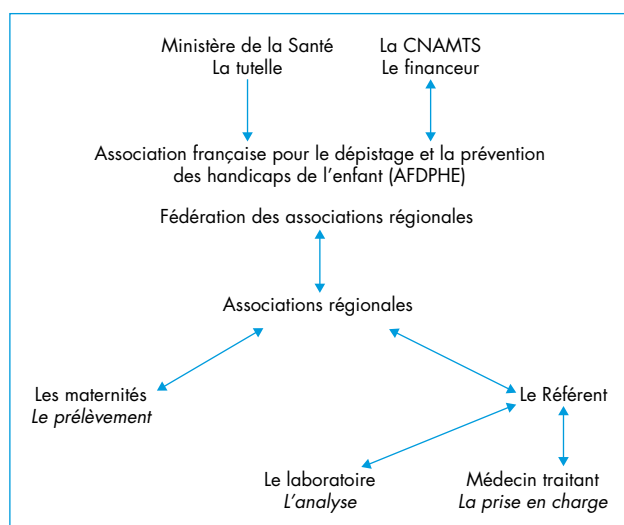 Ministère de la Santé
La tutelle
La CNAMTS
Le financeur
Association française pour le dépistage et la prévention
des handicaps de l'enfant (AFDPHE)
Fédération des associations régionales
Associations régionales
Les maternités
Le prélèvement
Le Référent
Le laboratoire
L'analyse
Médecin traitant
La prise en charge